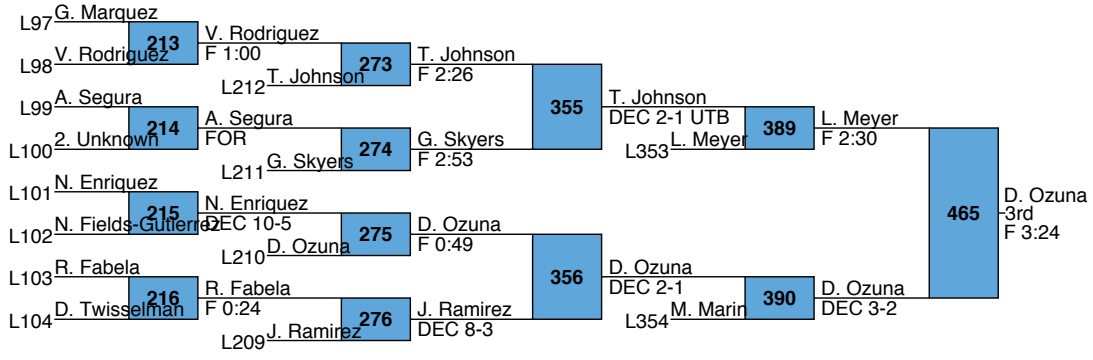 L97 G. Marquez
213
L98 V. Rodriguez
V. Rodriguez
F 1:00
273
L212 T. Johnson
T. Johnson
F 2:26
L99 A. Segura
214
L100 2. Unknown
A. Segura
FOR
274
L211 G. Skyers
G. Skyers
F 2:53
355
T. Johnson
DEC 2-1 UTB
389
L353 L. Meyer
L. Meyer
F 2:30
L101 N. Enriquez
215
L102 N. Fields-Gutierrez
N. Enriquez
DEC 10-5
275
L210 D. Ozuna
D. Ozuna
F 0:49
L103 R. Fabela
216
L104 D. Twisselman
R. Fabela
F 0:24
276
L209 J. Ramirez
J. Ramirez
DEC 8-3
356
D. Ozuna
DEC 2-1
390
L354 M. Marin
D. Ozuna
DEC 3-2
465
D. Ozuna
3rd
F 3:24